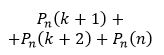 Pₙ(k + 1) +
+Pₙ(k + 2) + Pₙ(n)